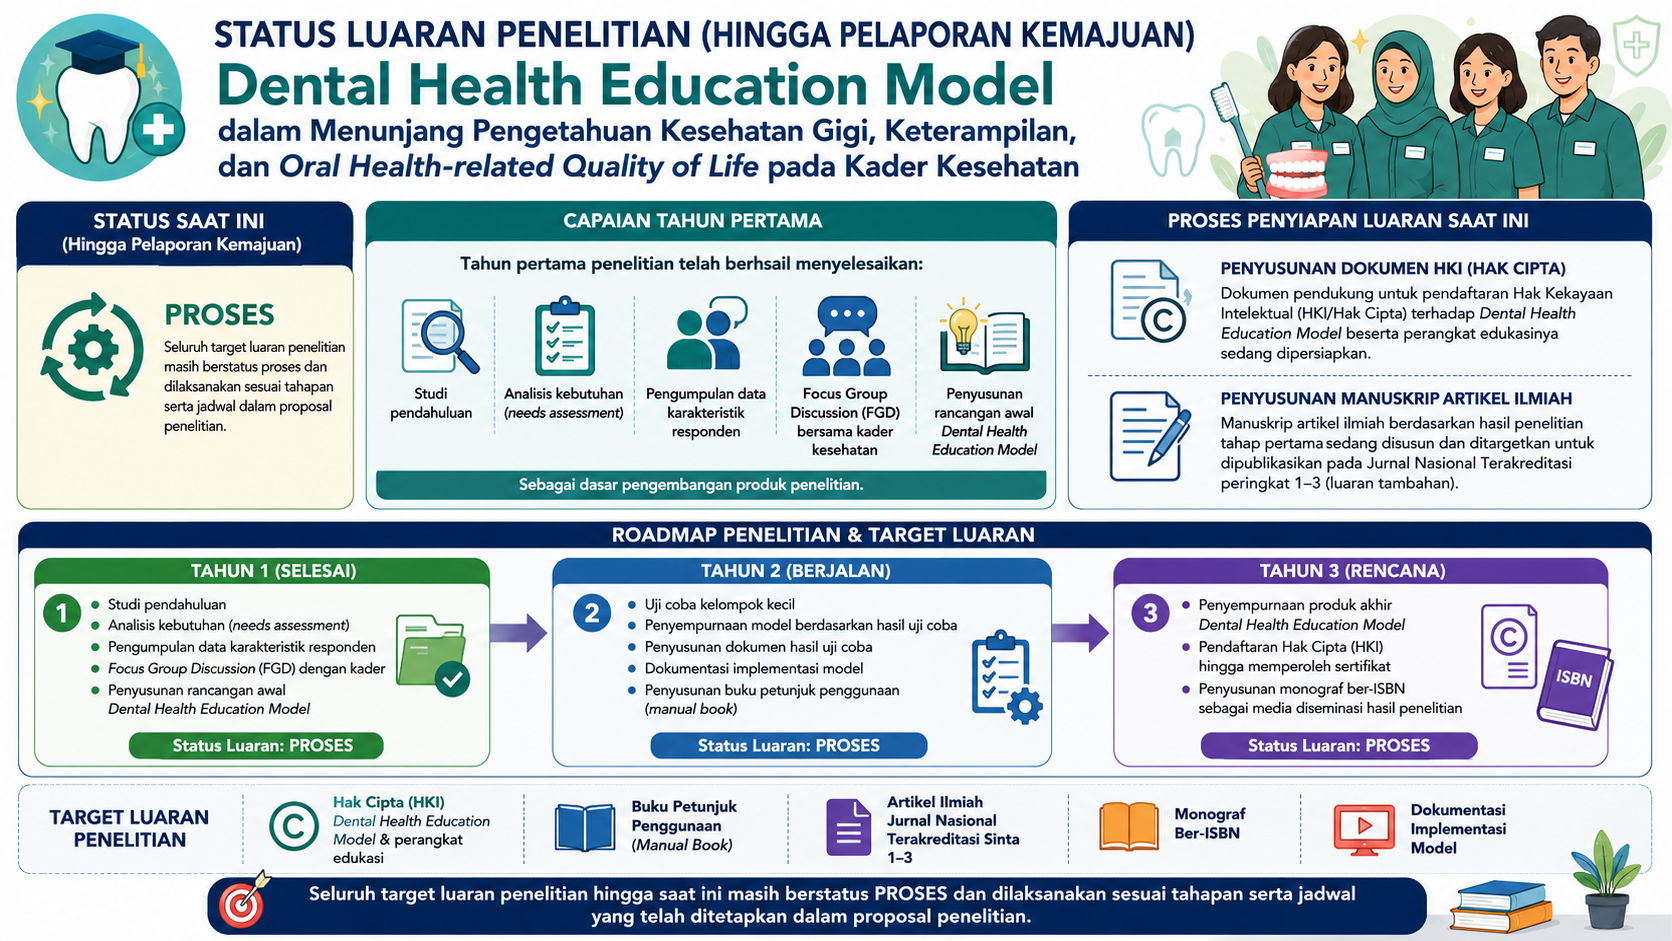 STATUS LUARAN PENELITIAN (HINGGA PELAPORAN KEMAJUAN)
Dental Health Education Model
dalam Menunjang Pengetahuan Kesehatan Gigi, Keterampilan,
dan Oral Health-related Quality of Life pada Kader Kesehatan
STATUS SAAT INI
(Hingga Pelaporan Kemajuan)
PROSES
Seluruh target luaran penelitian
masih berstatus proses dan
dilaksanakan sesuai tahapan
serta jadwal dalam proposal
penelitian.
CAPAIAN TAHUN PERTAMA
Tahun pertama penelitian telah berhsail menyelesaikan:
Studi
pendahuluan
Analisis kebutuhan
(needs assessment)
Pengumpulan data
karakteristik
responden
Focus Group
Discussion (FGD)
bersama kader
kesehatan
Penyusunan
rancangan awal
Dental Health
Education Model
Sebagai dasar pengembangan produk penelitian.
PROSES PENYIAPAN LUARAN SAAT INI
PENYUSUNAN DOKUMEN HKI (HAK CIPTA)
Dokumen pendukung untuk pendaftaran Hak Kekayaan
Intelektual (HKI/Hak Cipta) terhadap Dental Health
Education Model beserta perangkat edukasinya
sedang dipersiapkan.
C
PENYUSUNAN MANUSKRIP ARTIKEL ILMIAH
Manuskrip artikel ilmiah berdasarkan hasil penelitian
tahap pertama sedang disusun dan ditargetkan untuk
dipublikasikan pada Jurnal Nasional Terakreditasi
peringkat 1–3 (luaran tambahan).
ROADMAP PENELITIAN & TARGET LUARAN
TAHUN 1 (SELESAI)
1
Studi pendahuluan
Analisis kebutuhan (needs assessment)
Pengumpulan data karakteristik responden
Focus Group Discussion (FGD) dengan kader
Penyusunan rancangan awal
Dental Health Education Model
Status Luaran: PROSES
TAHUN 2 (BERJALAN)
2
Uji coba kelompok kecil
Penyempurnaan model berdasarkan hasil uji coba
Penyusunan dokumen hasil uji coba
Dokumentasi implementasi model
Penyusunan buku petunjuk penggunaan
(manual book)
Status Luaran: PROSES
TAHUN 3 (RENCANA)
3
Penyempurnaan produk akhir
Dental Health Education Model
Pendaftaran Hak Cipta (HKI)
hingga memperoleh sertifikat
Penyusunan monograf ber-ISBN
sebagai media diseminasi hasil penelitian
C
ISBN
Status Luaran: PROSES
TARGET LUARAN
PENELITIAN
C
Hak Cipta (HKI)
Dental Health Education
Model & perangkat
edukasi
Buku Petunjuk
Penggunaan
(Manual Book)
Artikel Ilmiah
Jurnal Nasional
Terakreditasi Sinta
1–3
Monograf
Ber-ISBN
Dokumentasi
Implementasi
Model
Seluruh target luaran penelitian hingga saat ini masih berstatus PROSES dan dilaksanakan sesuai tahapan serta jadwal
yang telah ditetapkan dalam proposal penelitian.